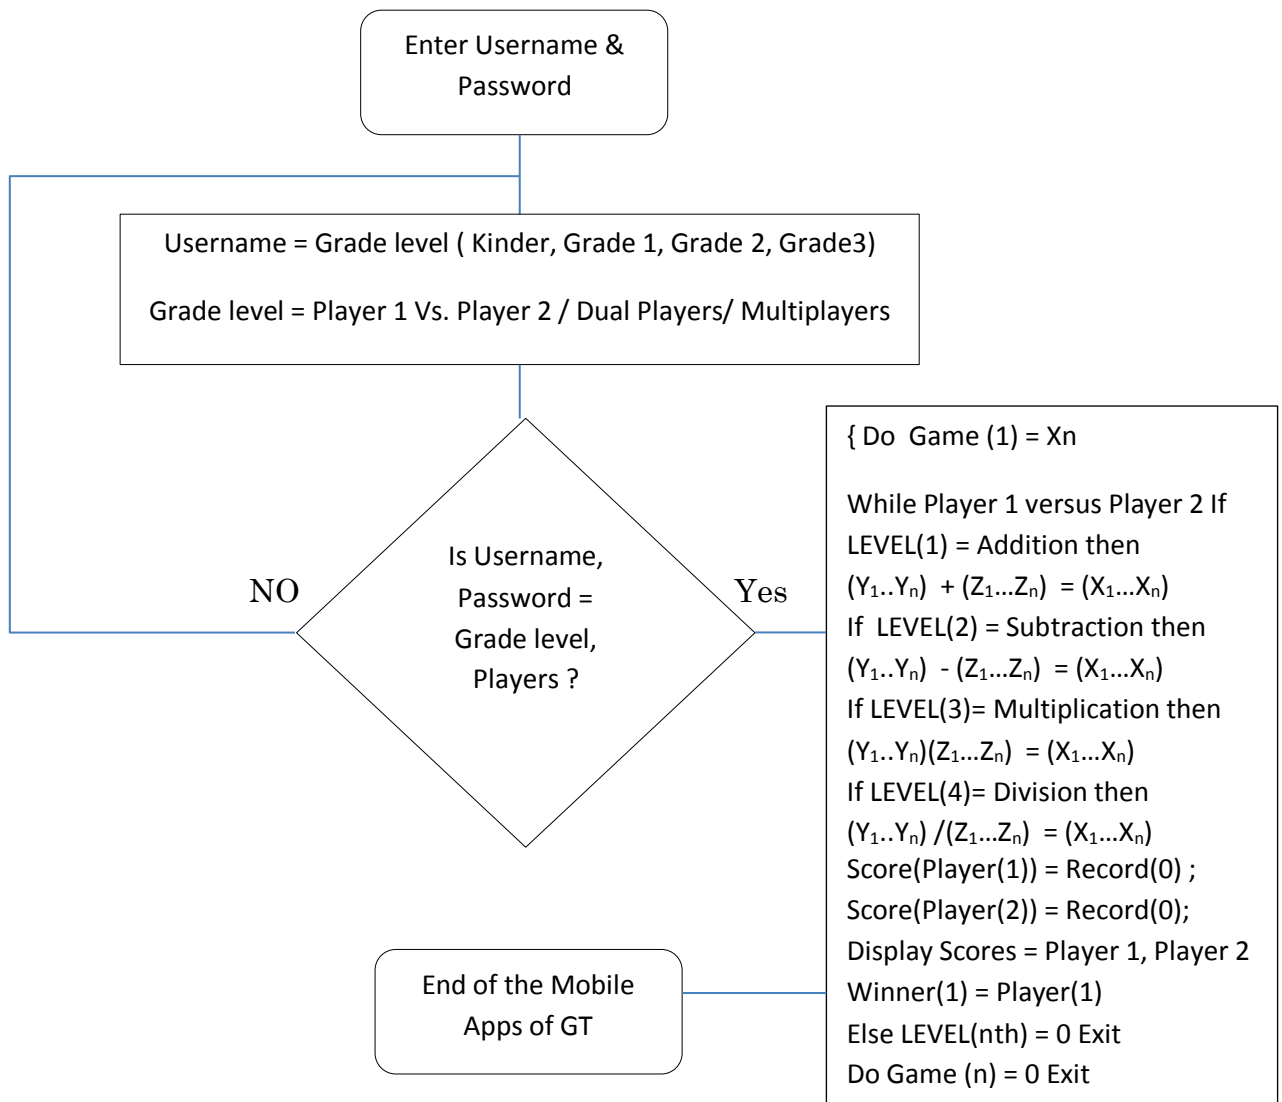 Enter Username &
Password
Username = Grade level ( Kinder, Grade 1, Grade 2, Grade3)
Grade level = Player 1 Vs. Player 2 / Dual Players/ Multiplayers
Is Username,
Password =
Grade level,
Players ?
NO
Yes
{ Do  Game (1) = Xn
While Player 1 versus Player 2 If
LEVEL(1) = Addition then
(Y₁..Yₙ)  + (Z₁...Zₙ)  = (X₁...Xₙ)
If  LEVEL(2) = Subtraction then
(Y₁..Yₙ)  - (Z₁...Zₙ)  = (X₁...Xₙ)
If LEVEL(3)= Multiplication then
(Y₁..Yₙ)(Z₁...Zₙ)  = (X₁...Xₙ)
If LEVEL(4)= Division then
(Y₁..Yₙ) /(Z₁...Zₙ)  = (X₁...Xₙ)
Score(Player(1)) = Record(0) ;
Score(Player(2)) = Record(0);
Display Scores = Player 1, Player 2
Winner(1) = Player(1)
Else LEVEL(nth) = 0 Exit
Do Game (n) = 0 Exit
End of the Mobile
Apps of GT